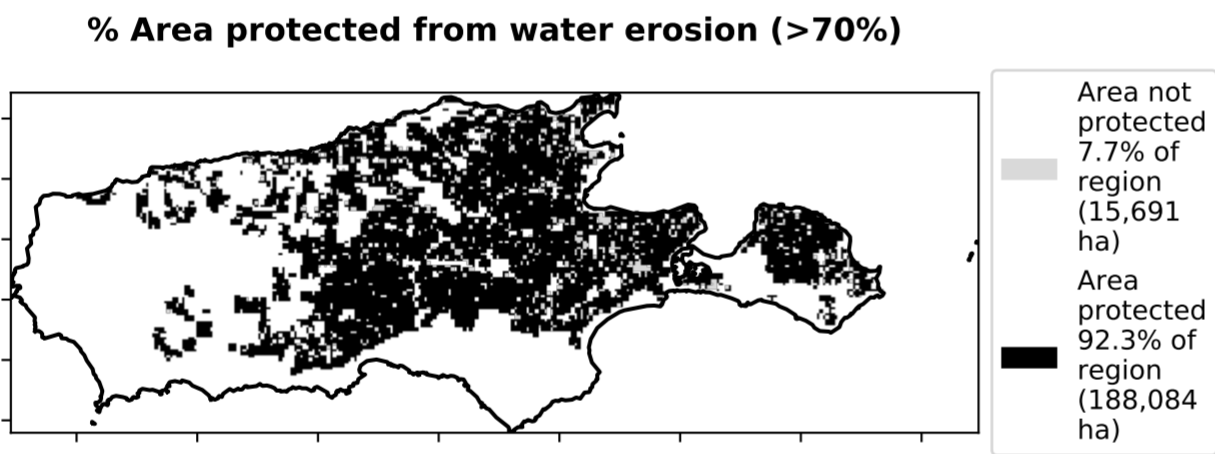 % Area protected from water erosion (>70%)
Area not
protected
7.7% of
region
(15,691
ha)
Area
protected
92.3% of
region
(188,084
ha)